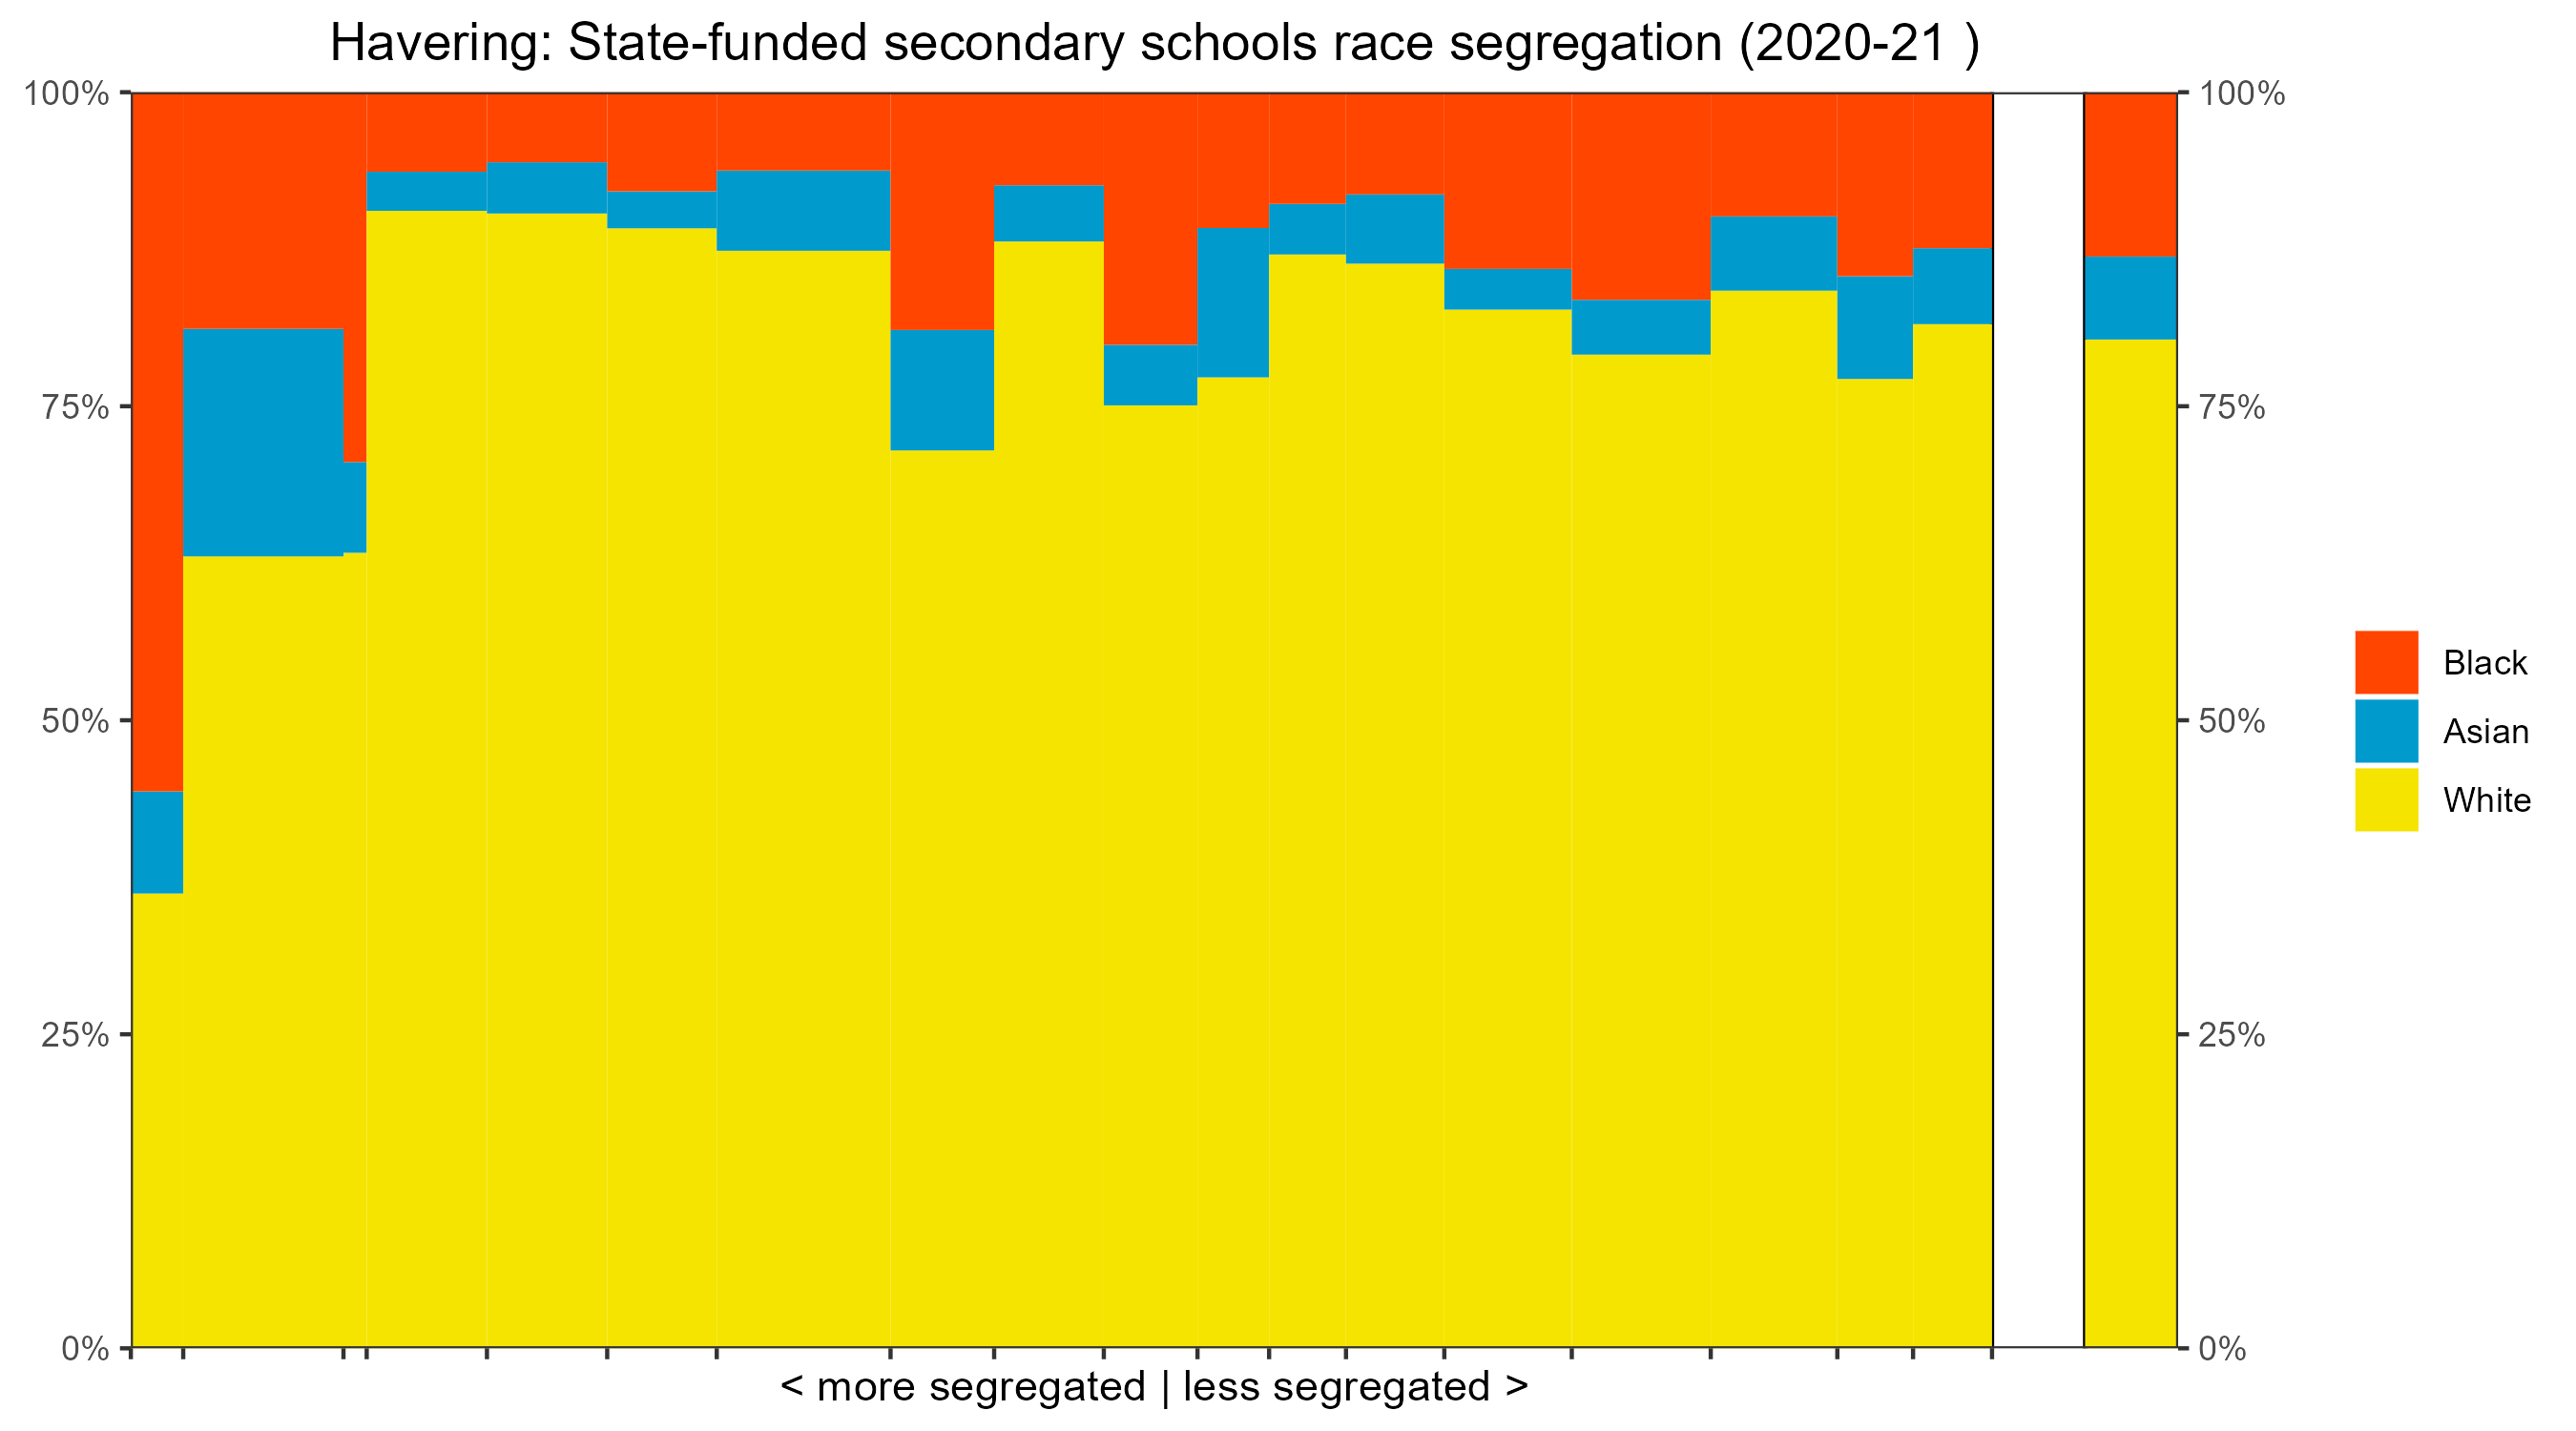 Havering: State-funded secondary schools race segregation (2020-21 )
100%
75%
50%
25%
0%
100%
75%
50%
25%
0%
Black
Asian
White
< more segregated | less segregated >